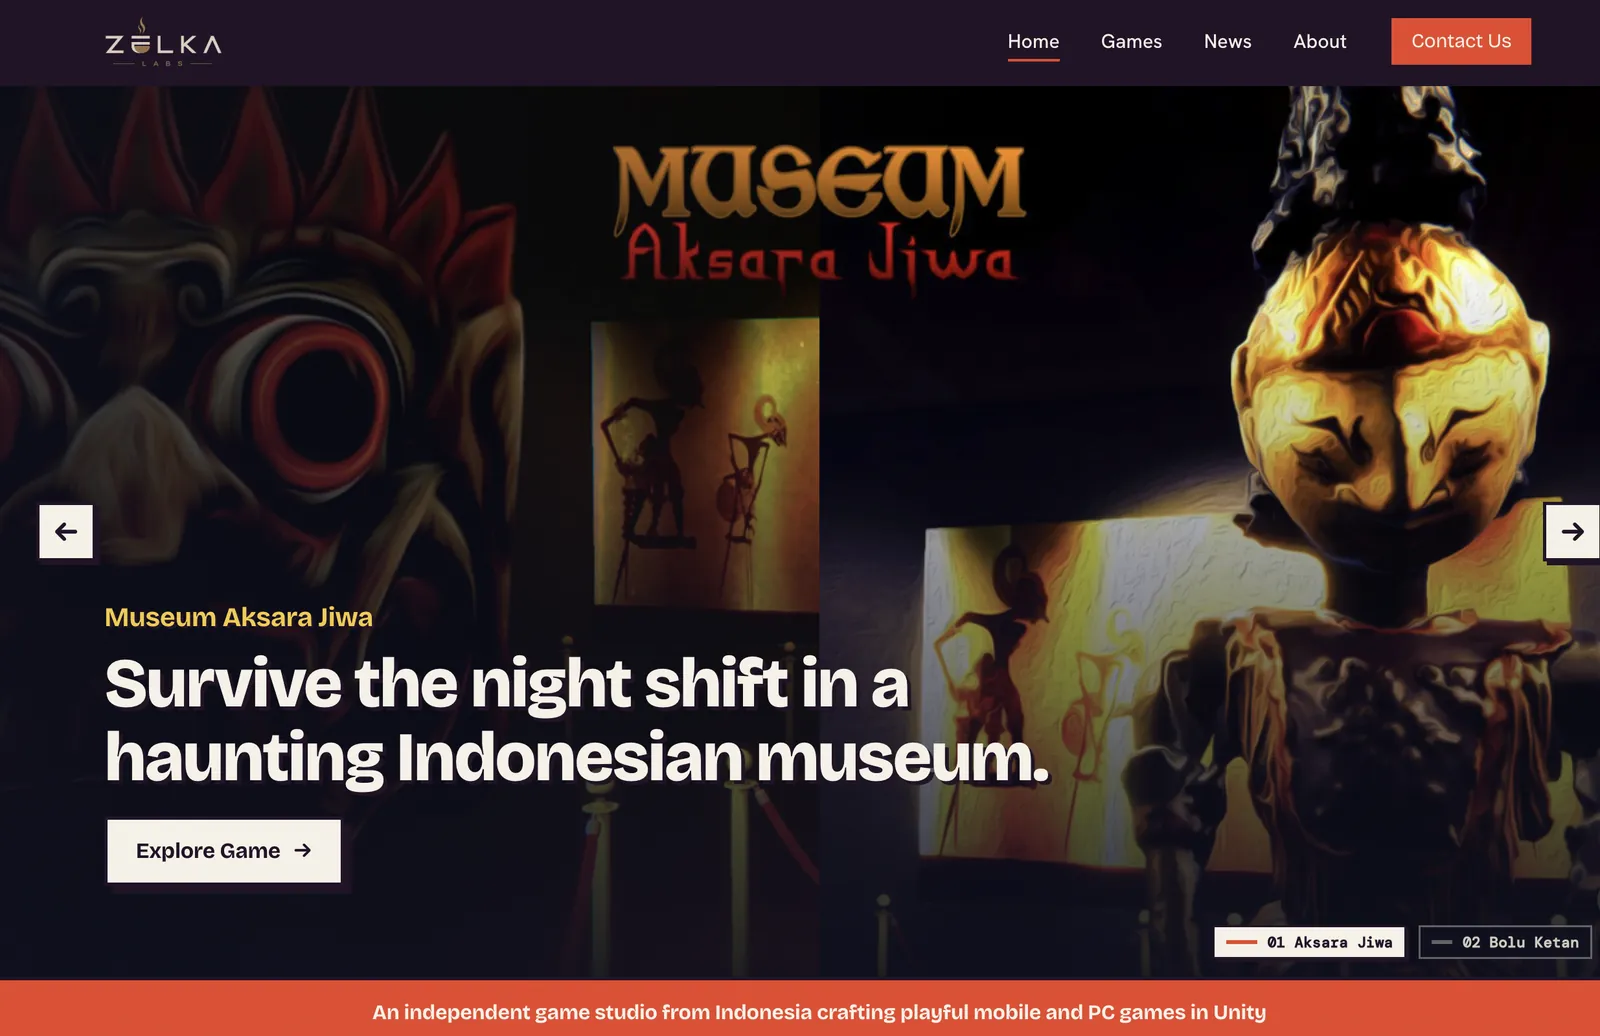 ZELKA
LABS
Home
Games
News
About
Contact Us
MUSEUM
Aksara Jiwa
Museum Aksara Jiwa
Survive the night shift in a
haunting Indonesian museum.
Explore Game →
01 Aksara Jiwa
02 Bolu Ketan
An independent game studio from Indonesia crafting playful mobile and PC games in Unity